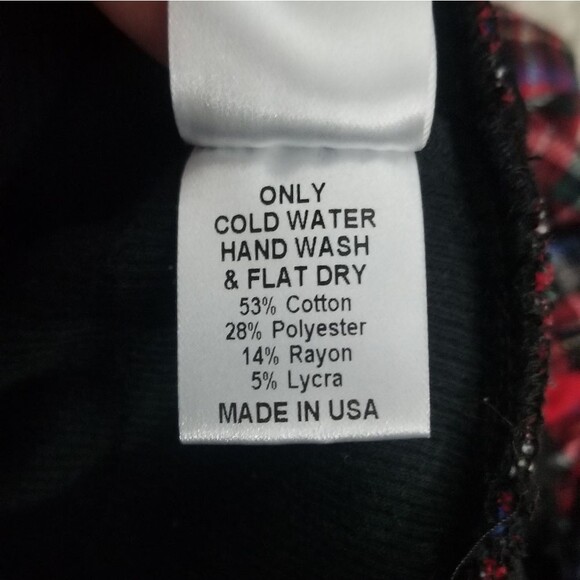 ONLY
COLD WATER
HAND WASH
& FLAT DRY
53% Cotton
28% Polyester
14% Rayon
5% Lycra
MADE IN USA